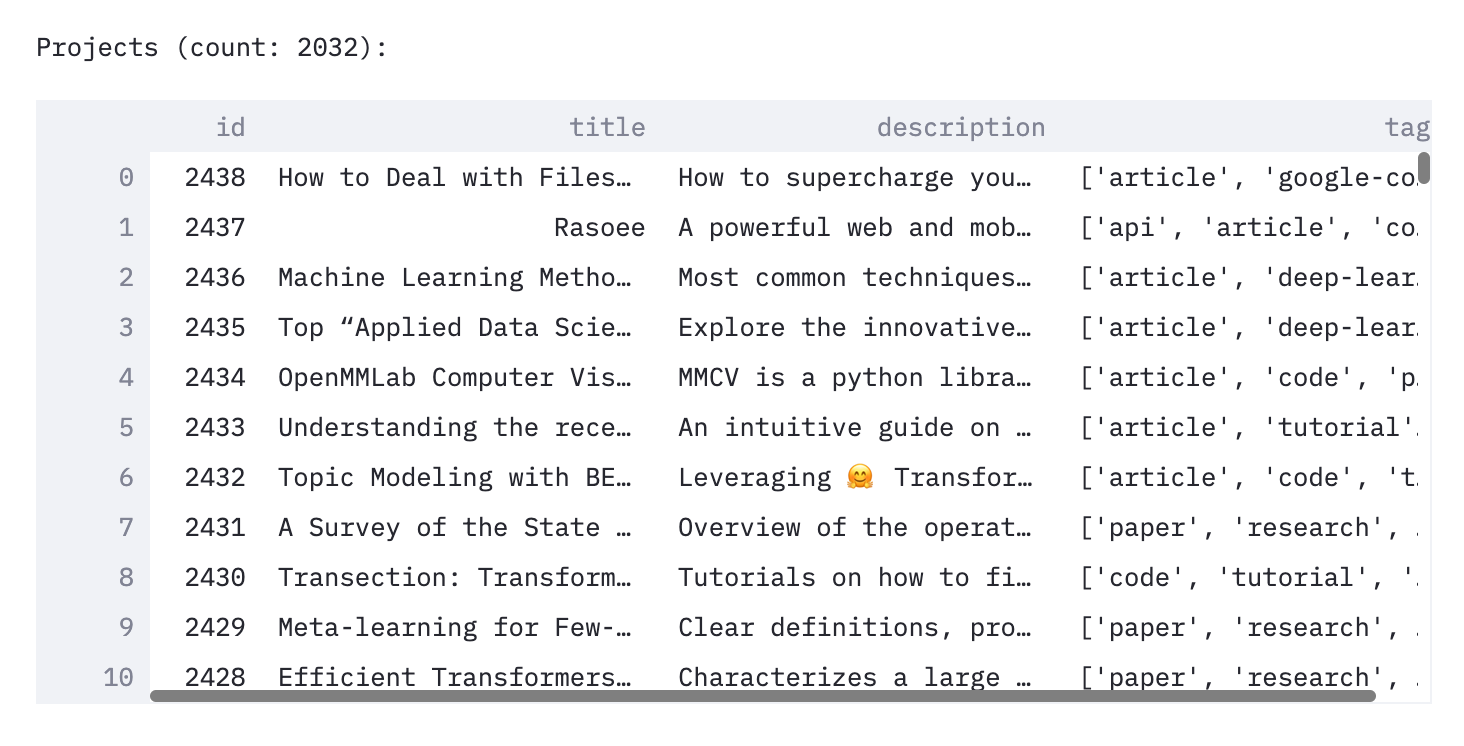 Projects (count: 2032):
id title description tag
0 2438 How to Deal with Files… How to supercharge you… ['article', 'google-co.
1 2437 Rasoee A powerful web and mob… ['api', 'article', 'co.
2 2436 Machine Learning Metho… Most common techniques… ['article', 'deep-lear.
3 2435 Top “Applied Data Scie… Explore the innovative… ['article', 'deep-lear.
4 2434 OpenMMLab Computer Vis… MMCV is a python libra… ['article', 'code', 'p.
5 2433 Understanding the rece… An intuitive guide on … ['article', 'tutorial'.
6 2432 Topic Modeling with BE… Leveraging 🤗 Transfor… ['article', 'code', 't.
7 2431 A Survey of the State … Overview of the operat… ['paper', 'research', .
8 2430 Transection: Transform… Tutorials on how to fi… ['code', 'tutorial', '.
9 2429 Meta-learning for Few-… Clear definitions, pro… ['paper', 'research', .
10 2428 Efficient Transformers… Characterizes a large … ['paper', 'research', .